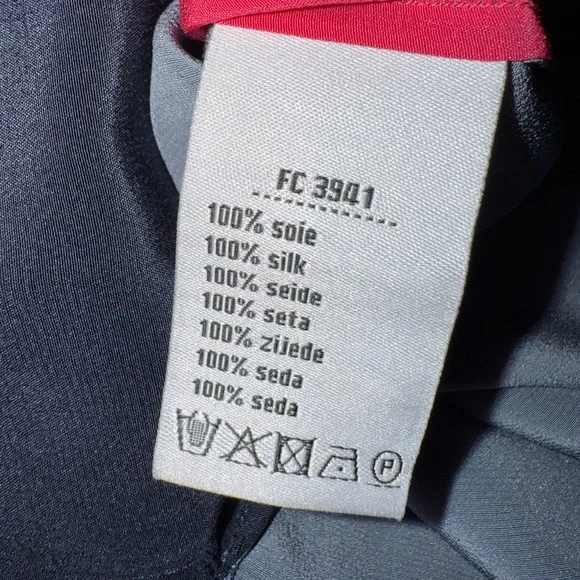 FC 3941
100% soie
100% silk
100% seide
100% seta
100% zijede
100% seda
100% seda
P